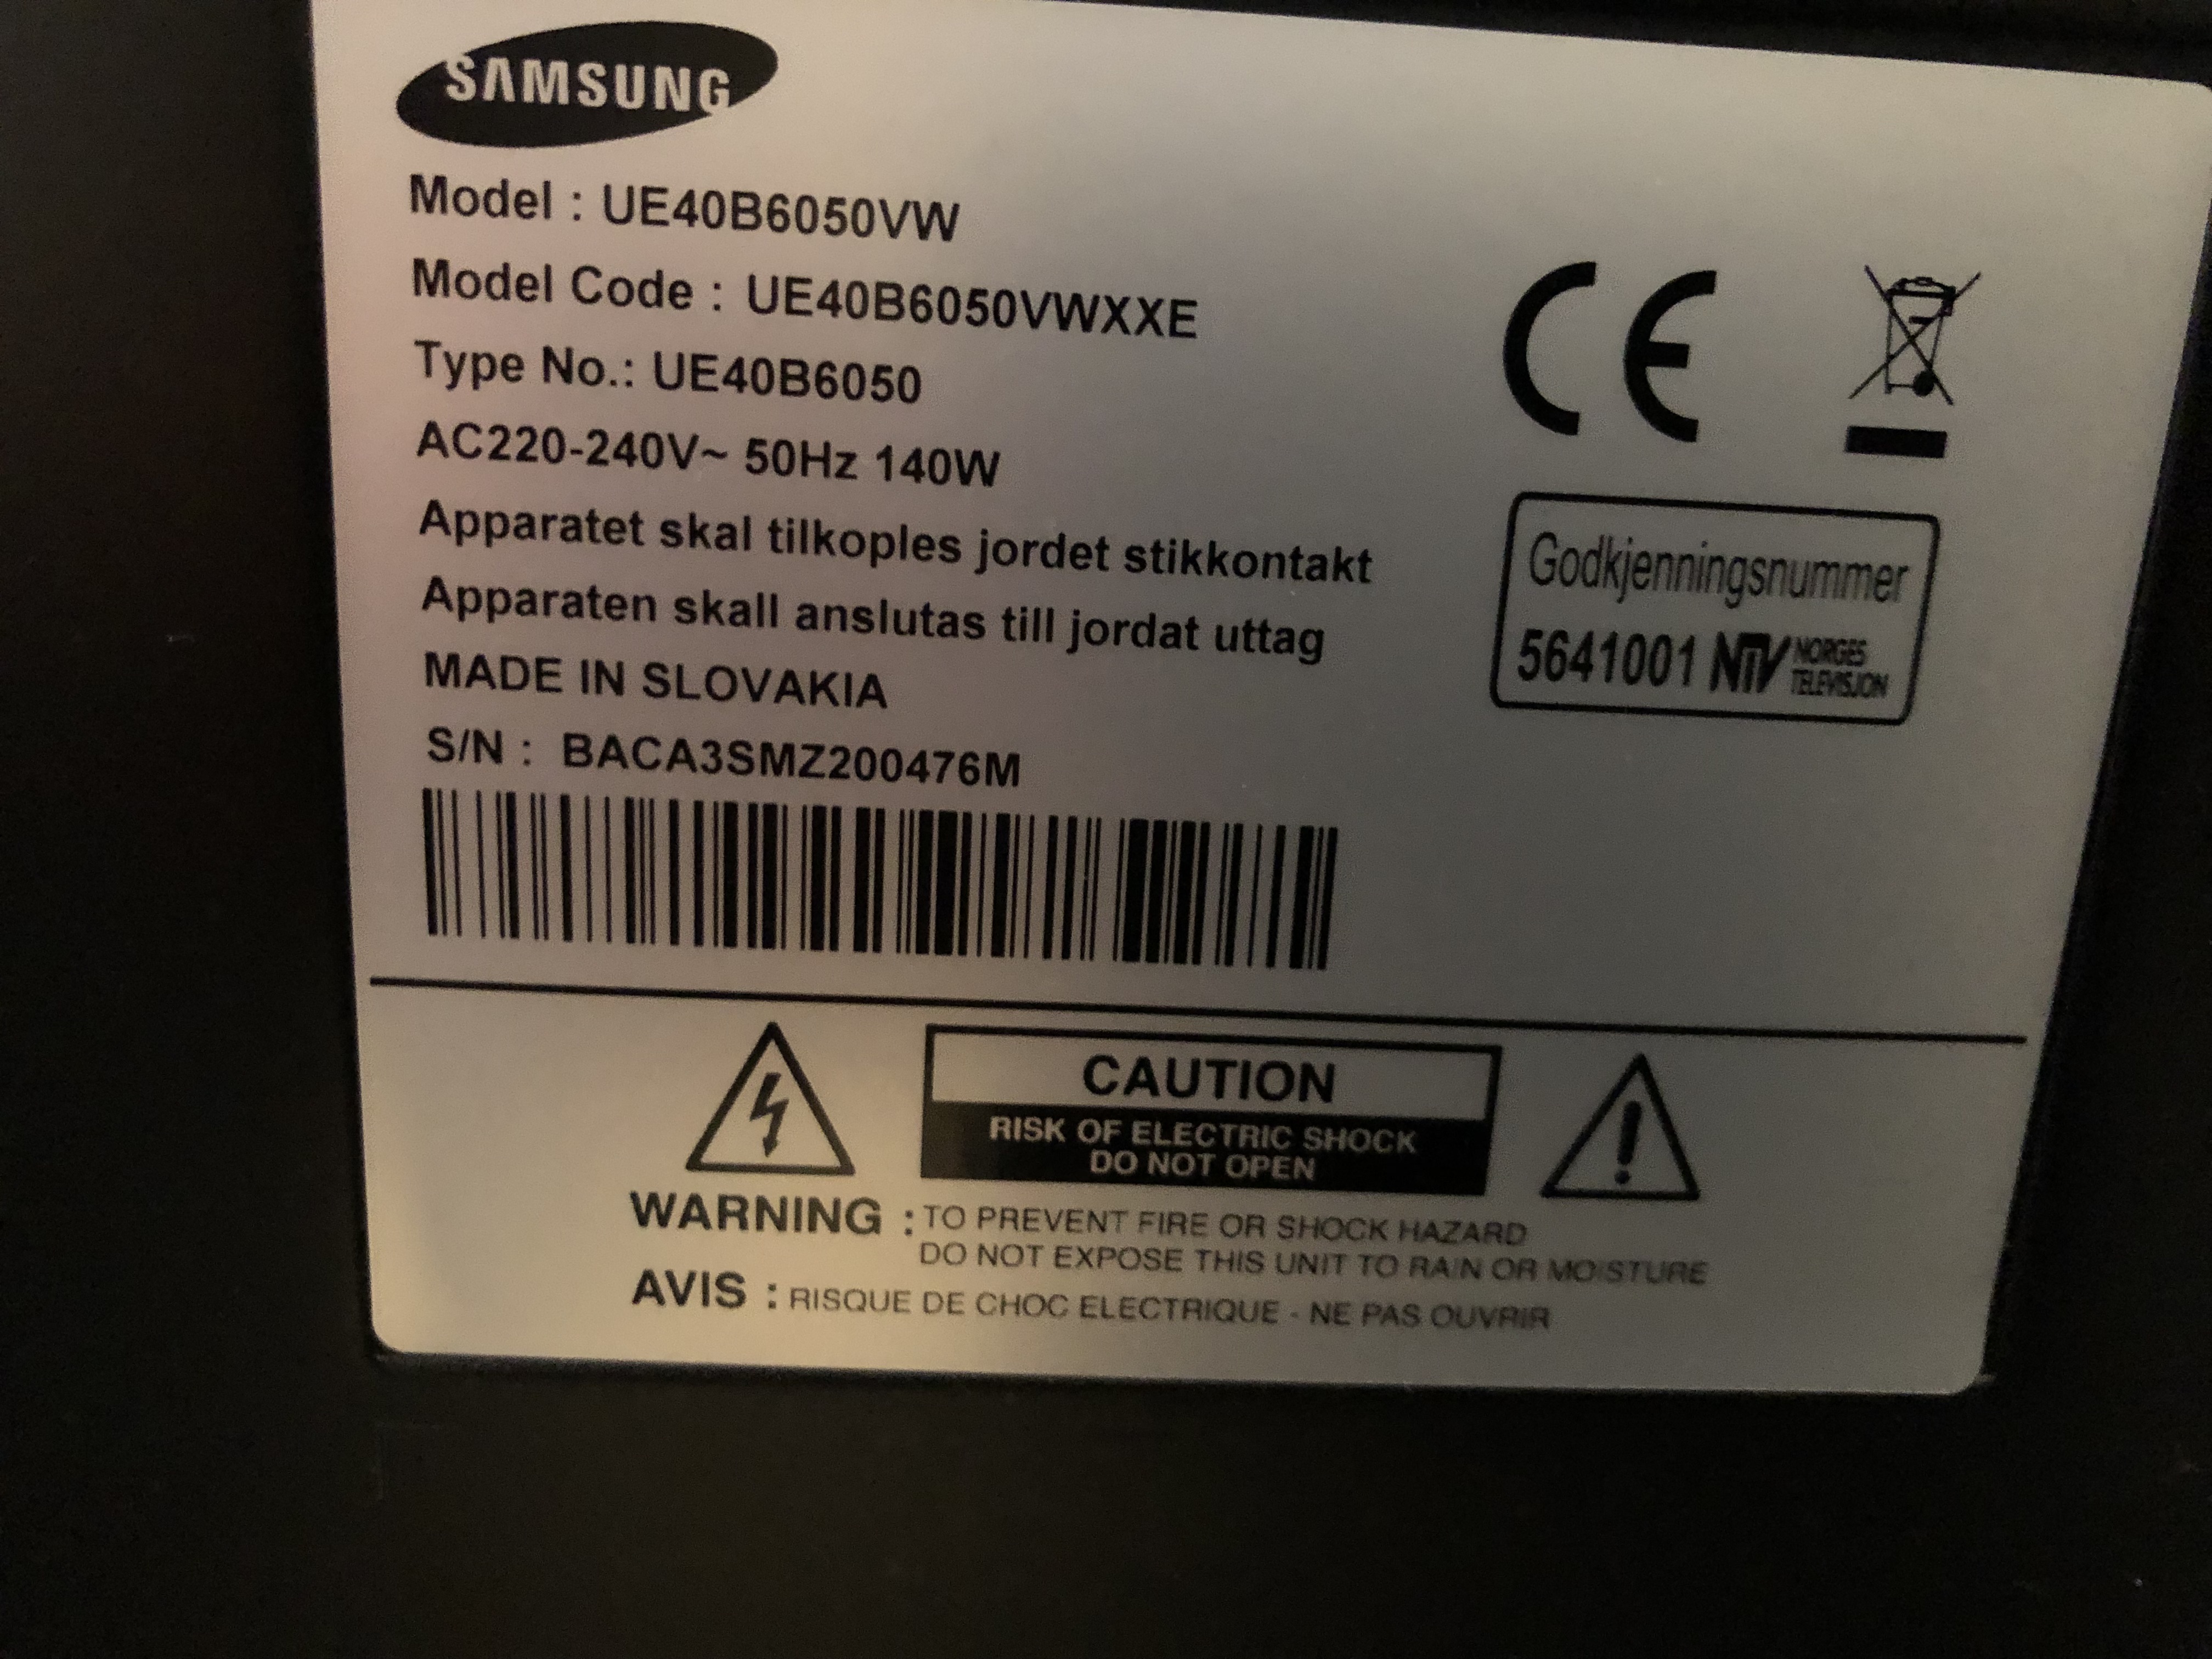 SAMSUNG
Model : UE40B6050VW
Model Code : UE40B6050VWXXE
Type No.: UE40B6050
AC220-240V~ 50Hz 140W
Apparatet skal tilkoples jordet stikkontakt
Apparaten skall anslutas till jordat uttag
MADE IN SLOVAKIA
S/N : BACA3SMZ200476M
CE
Godkjenningsnummer
5641001 NTV NORGES
TELEVISJON
CAUTION
RISK OF ELECTRIC SHOCK
DO NOT OPEN
WARNING : TO PREVENT FIRE OR SHOCK HAZARD
DO NOT EXPOSE THIS UNIT TO RAIN OR MOISTURE
AVIS : RISQUE DE CHOC ELECTRIQUE - NE PAS OUVRIR